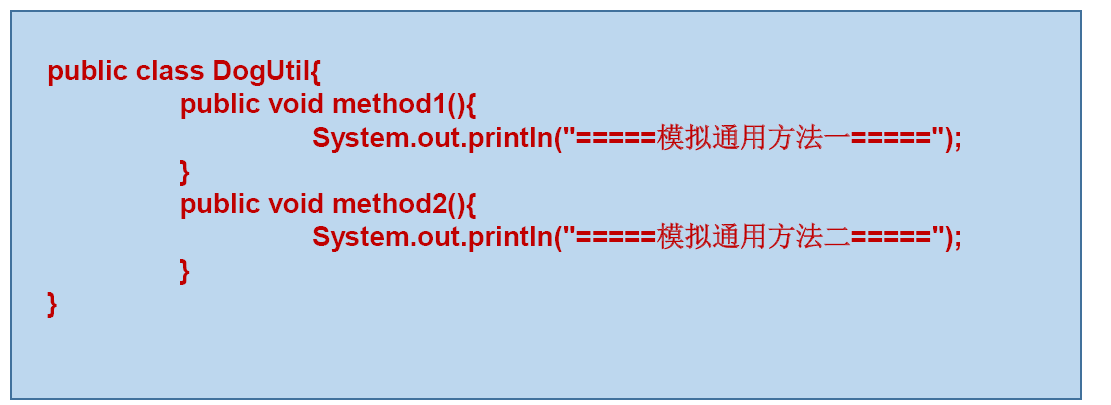 public class DogUtil{
public void method1(){
System.out.println("=====模拟通用方法一=====");
}
public void method2(){
System.out.println("=====模拟通用方法二=====");
}
}